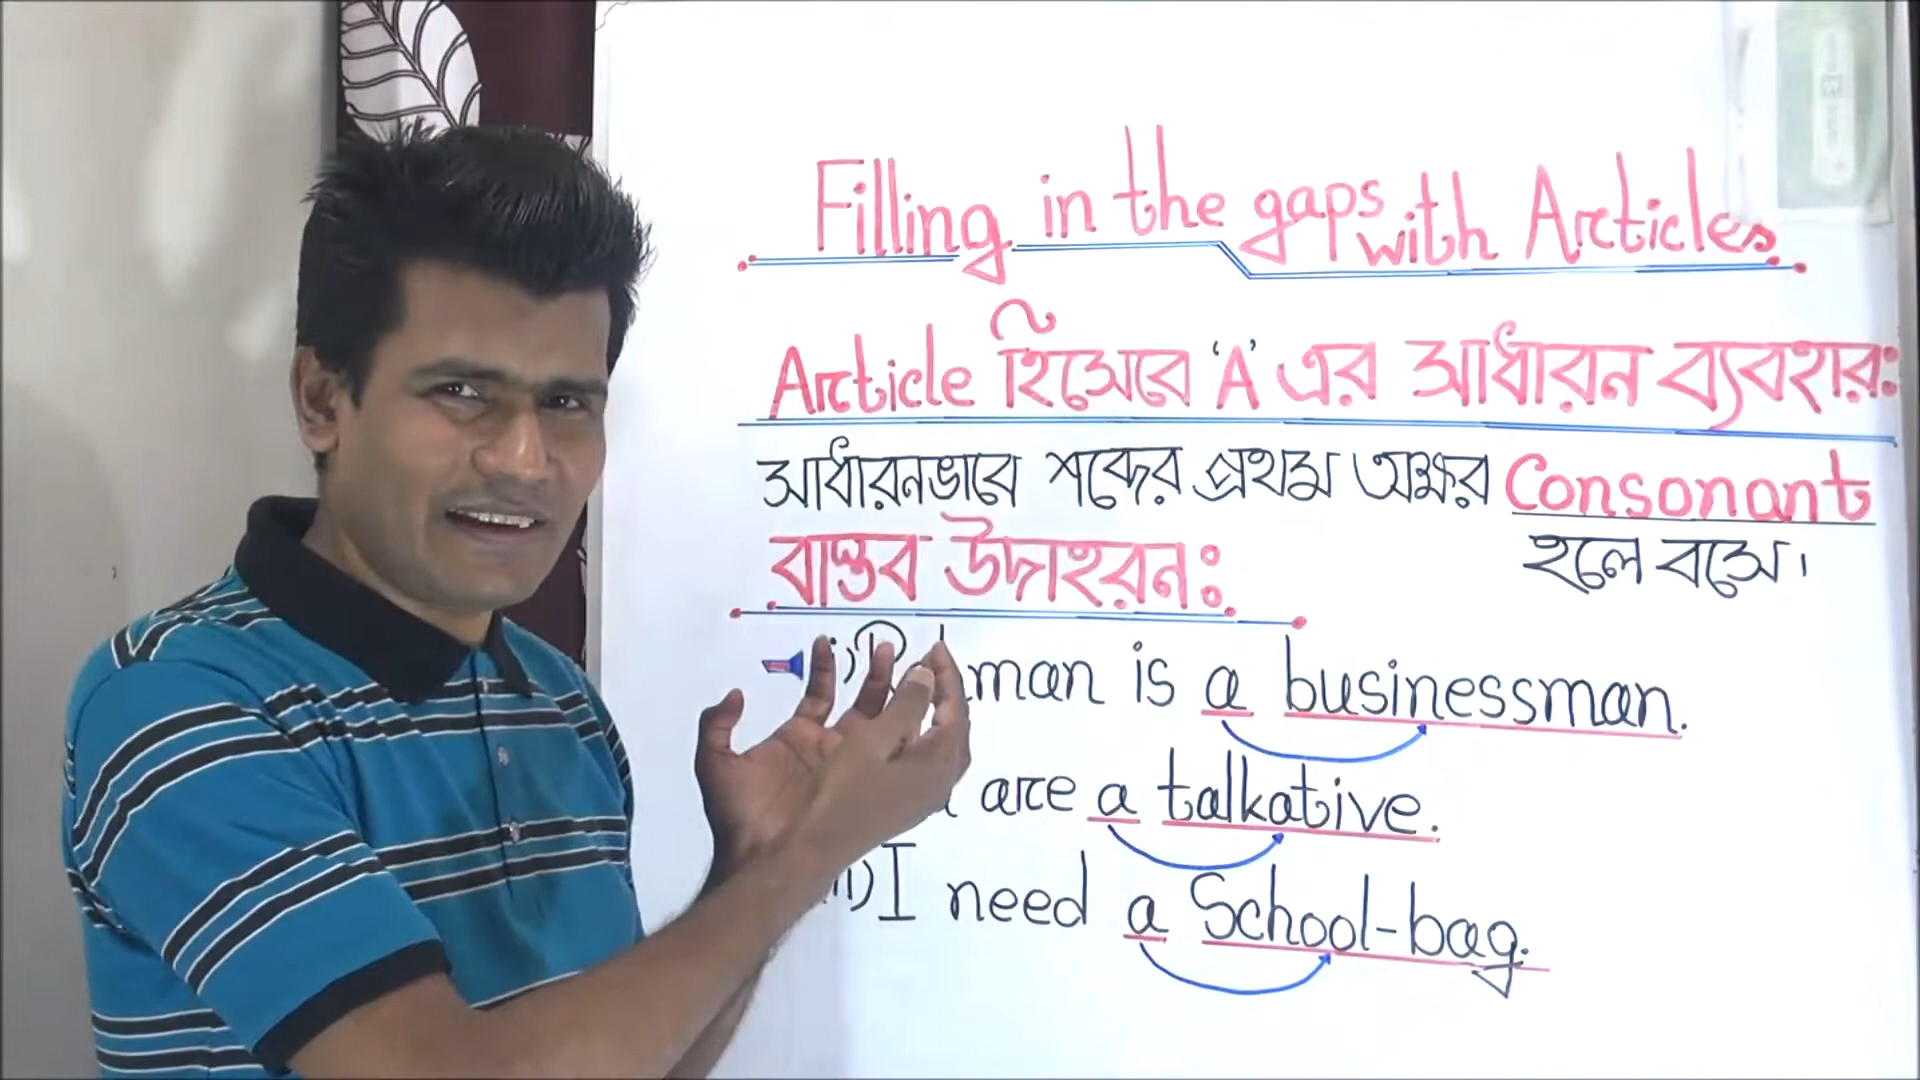 Filling in the gaps with Articles.
Article হিসেবে 'A' এর সাধারন ব্যবহার:
সাধারনভাবে শব্দের প্রথম অক্ষর Consonant
হলে বসে।
বাস্তব উদাহরন:
i) man is a businessman.
are a talkative.
I need a School-bag.